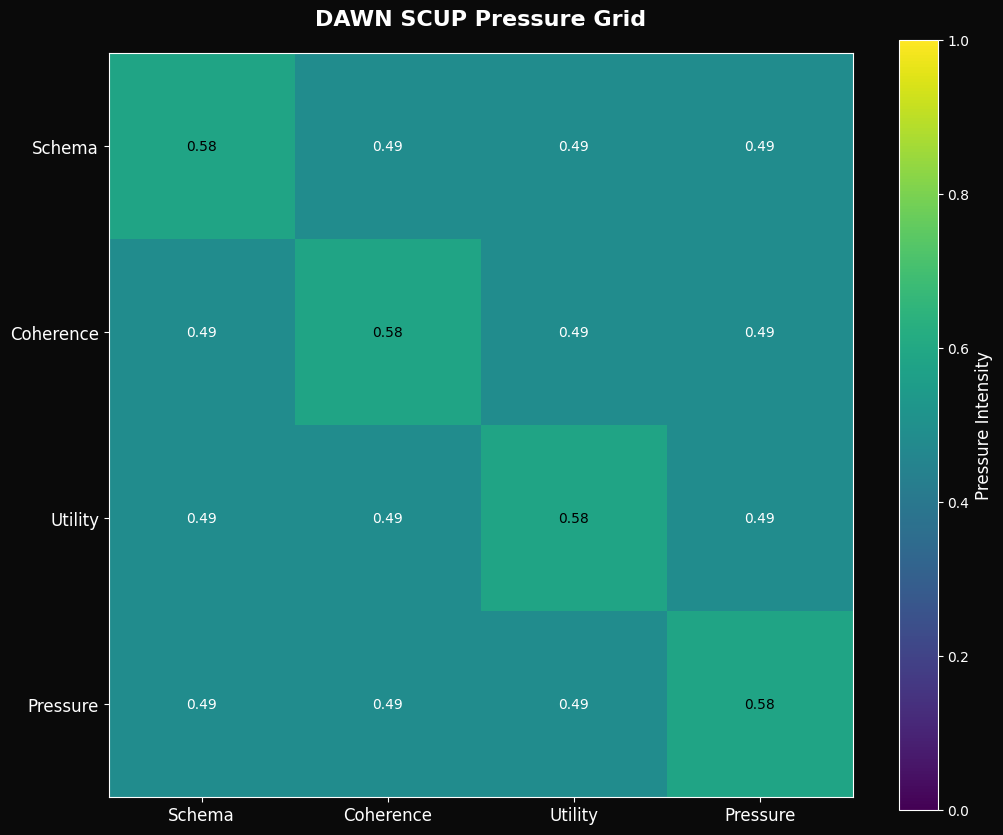 DAWN SCUP Pressure Grid
1.0
Schema 0.58 0.49 0.49 0.49
0.8
Coherence 0.49 0.58 0.49 0.49
0.6
Pressure Intensity
0.4
Utility 0.49 0.49 0.58 0.49
0.2
Pressure 0.49 0.49 0.49 0.58
0.0
Schema Coherence Utility Pressure